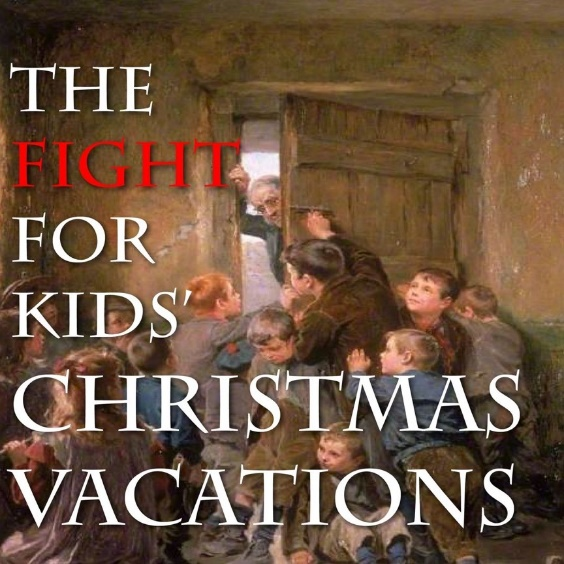 THE
FIGHT
FOR
KIDS'
CHRISTMAS
VACATIONS